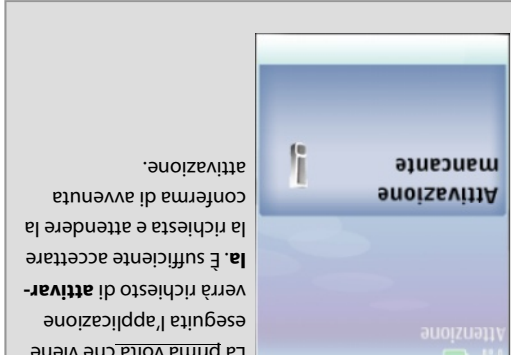 La prima volta che viene
eseguita l'applicazione
verrà richiesto di attivar-
la. È sufficiente accettare
la richiesta e attendere la
conferma di avvenuta
attivazione.
Attenzione
Attivazione
mancante